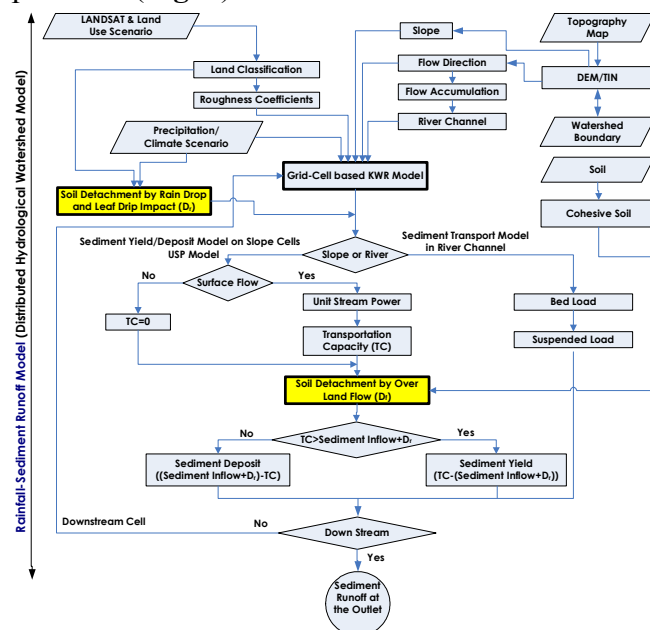 LANDSAT & Land
Use Scenario
Topography
Map
Slope
Flow Direction
DEM/TIN
Land Classification
Flow Accumulation
Roughness Coefficients
River Channel
Watershed
Boundary
Precipitation/
Climate Scenario
Grid-Cell based KWR Model
Soil
Soil Detachment by Rain Drop
and Leaf Drip Impact (Dr)
Cohesive Soil
Sediment Yield/Deposit Model on Slope Cells
USP Model
Slope or River
Sediment Transport Model
in River Channel
No
Surface Flow
Yes
Unit Stream Power
Bed Load
TC=0
Transportation
Capacity (TC)
Suspended Load
Soil Detachment by Over
Land Flow (Df)
No
TC>Sediment Inflow+Dr
Yes
Sediment Deposit
((Sediment Inflow+Dr)-TC)
Sediment Yield
(TC-(Sediment Inflow+Dr))
Downstream Cell
No
Down Stream
Yes
Sediment
Runoff at
the Outlet
Rainfall-Sediment Runoff Model (Distributed Hydrological Watershed Model)